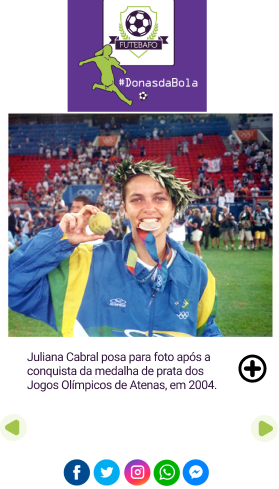 FUTEBAPO
#DonasdaBola
Juliana Cabral posa para foto após a
conquista da medalha de prata dos
Jogos Olímpicos de Atenas, em 2004.